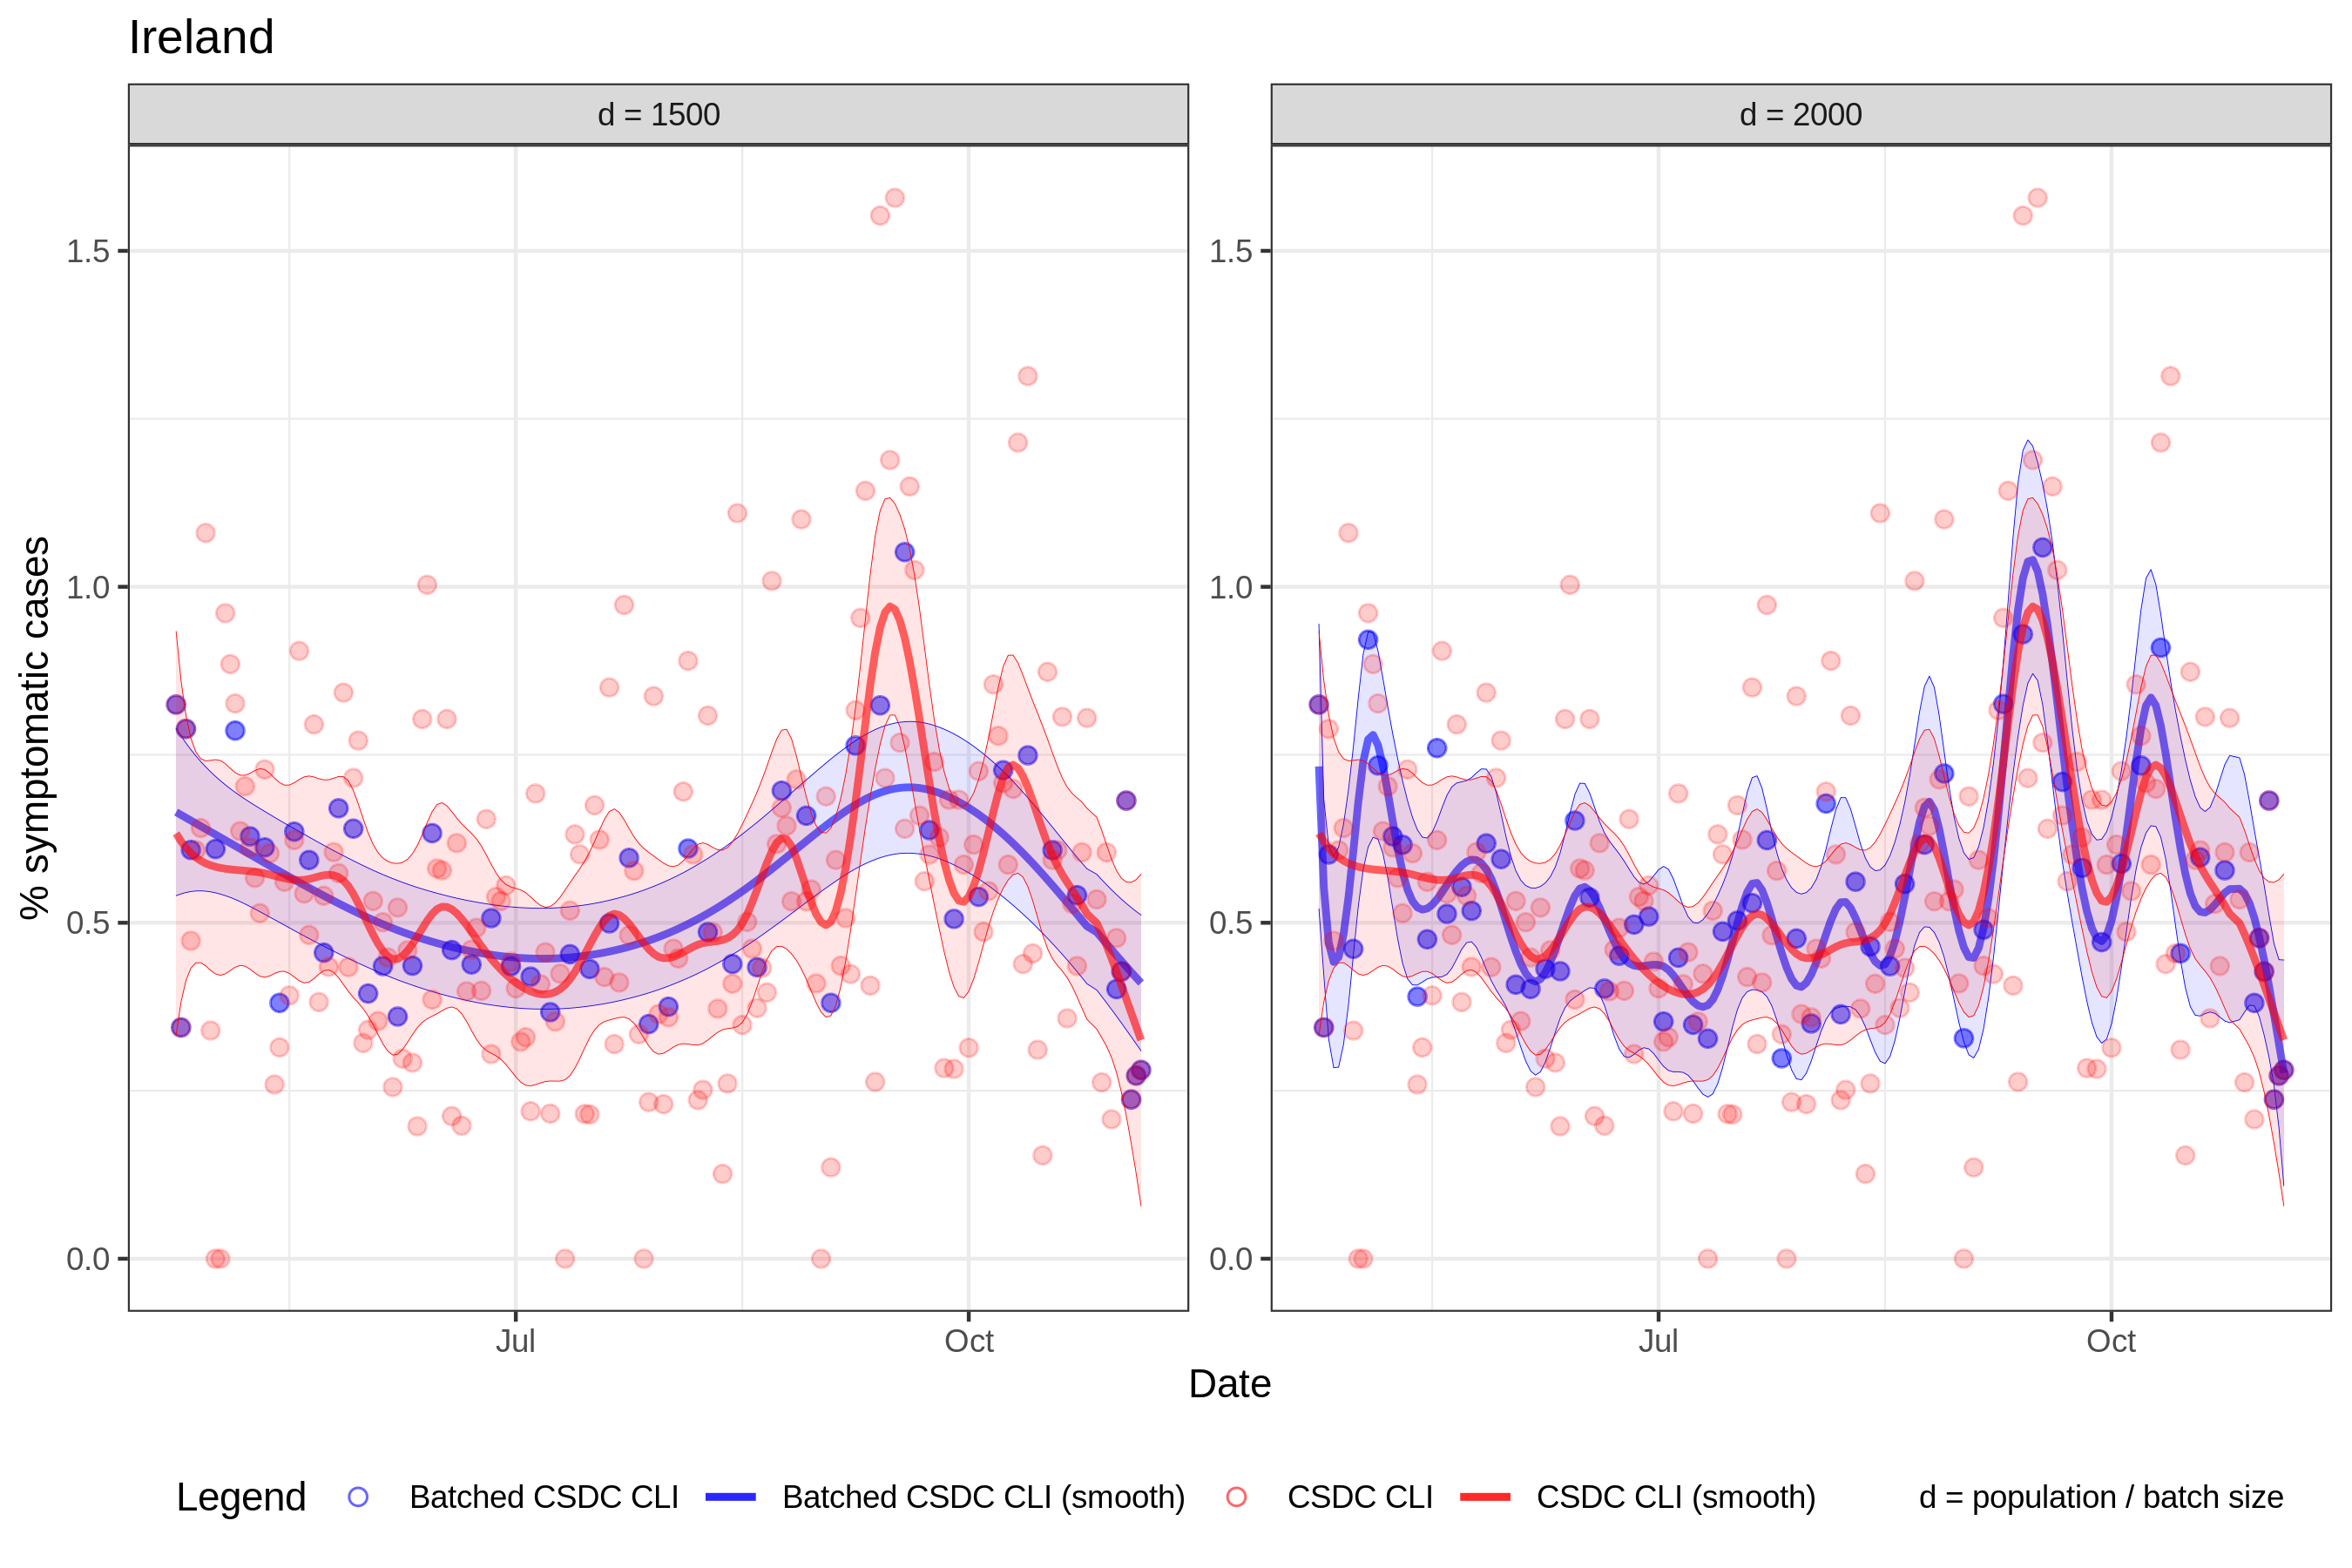 Ireland
d = 1500
d = 2000
% symptomatic cases
1.5
1.0
0.5
0.0
1.5
1.0
0.5
0.0
Jul
Oct
Jul
Oct
Date
Legend
Batched CSDC CLI
Batched CSDC CLI (smooth)
CSDC CLI
CSDC CLI (smooth)
d = population / batch size